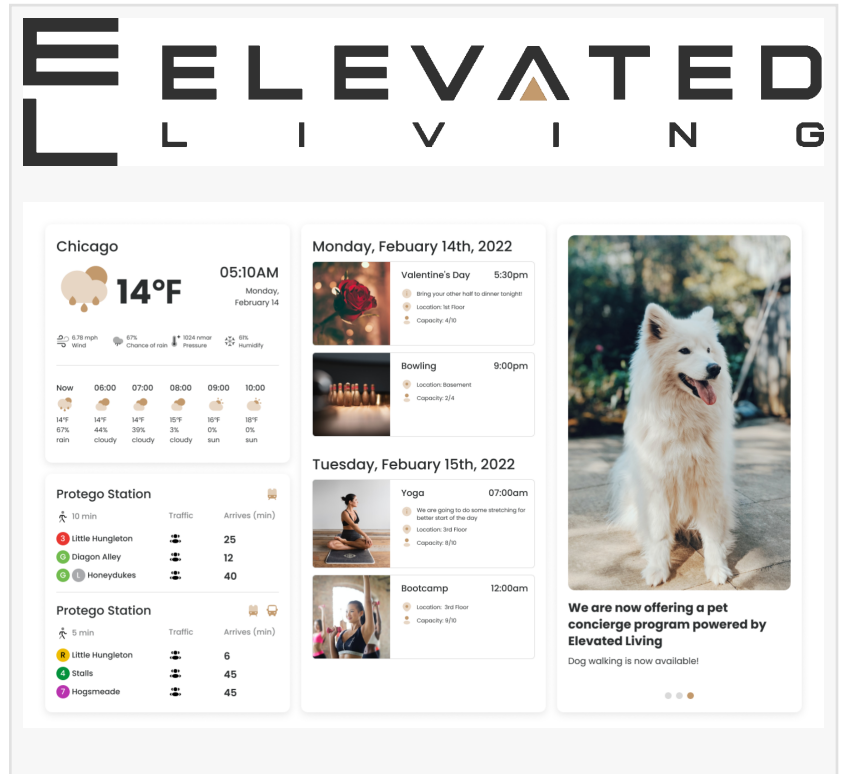 EL
ELEVATED
LIVING
Chicago
14°F
05:10AM
Monday,
February 14
6.78 mph
Wind
67%
Chance of rain
1024 nmar
Pressure
61%
Humidity
Now 06:00 07:00 08:00 09:00 10:00
14°F 14°F 14°F 15°F 16°F 18°F
67% 44% 39% 3% 0% 0%
rain cloudy cloudy cloudy sun sun
Protego Station
10 min Traffic Arrives (min)
3 Little Hungleton 25
G Diagon Alley 12
G L Honeydukes 40
Protego Station
5 min Traffic Arrives (min)
R Little Hungleton 6
4 Stalls 45
7 Hogsmeade 45
Monday, Febuary 14th, 2022
Valentine's Day 5:30pm
Bring your other half to dinner tonight!
Location: 1st Floor
Capacity: 4/10
Bowling 9:00pm
Location: Basement
Capacity: 2/4
Tuesday, Febuary 15th, 2022
Yoga 07:00am
We are going to do some stretching for
better start of the day
Location: 3rd Floor
Capacity: 8/10
Bootcamp 12:00am
Location: 3rd Floor
Capacity: 9/10
We are now offering a pet
concierge program powered by
Elevated Living
Dog walking is now available!